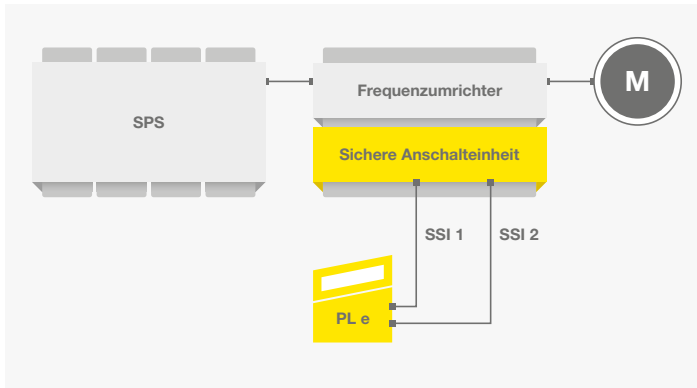 SPS
Frequenzumrichter
M
Sichere Anschalteinheit
SSI 1
SSI 2
PL e